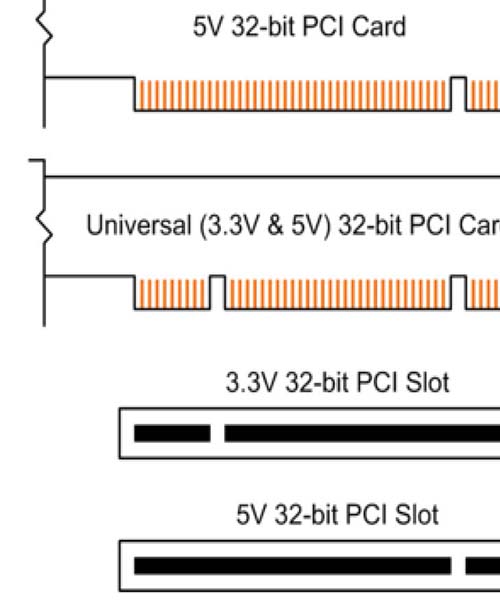 5V 32-bit PCI Card
Universal (3.3V & 5V) 32-bit PCI Car
3.3V 32-bit PCI Slot
5V 32-bit PCI Slot